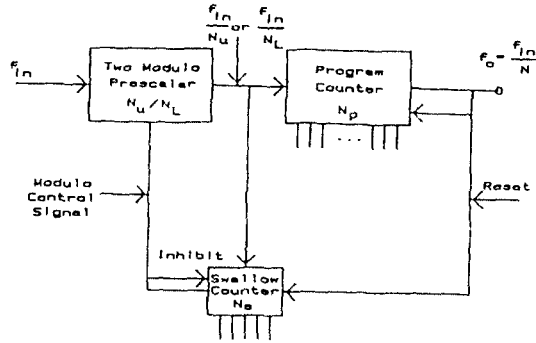 f_in/N_u or f_in/N_L
f_o = f_in/N
f_in
Two Modulo
Prescaler
N_u/N_L
Program
Counter
N_p
...
Modulo
Control
Signal
Reset
Inhibit
Swallow
Counter
N_s